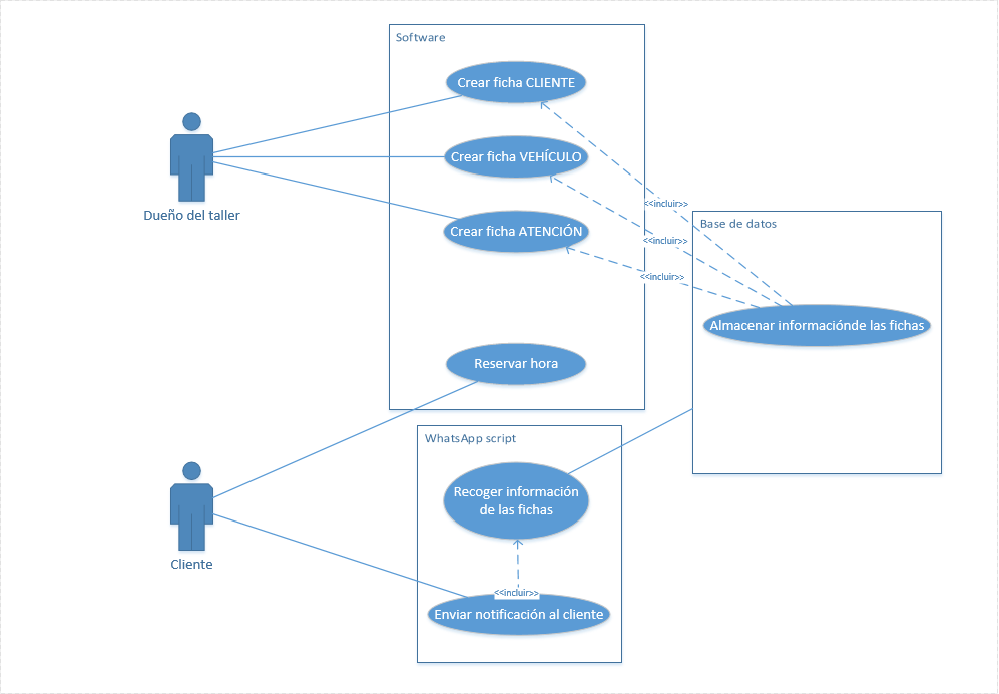 Software
Crear ficha CLIENTE
Crear ficha VEHÍCULO
Dueño del taller
Crear ficha ATENCIÓN
<<incluir>>
<<incluir>>
<<incluir>>
Base de datos
Almacenar informaciónde las fichas
Reservar hora
WhatsApp script
Recoger información
de las fichas
Cliente
<<incluir>>
Enviar notificación al cliente